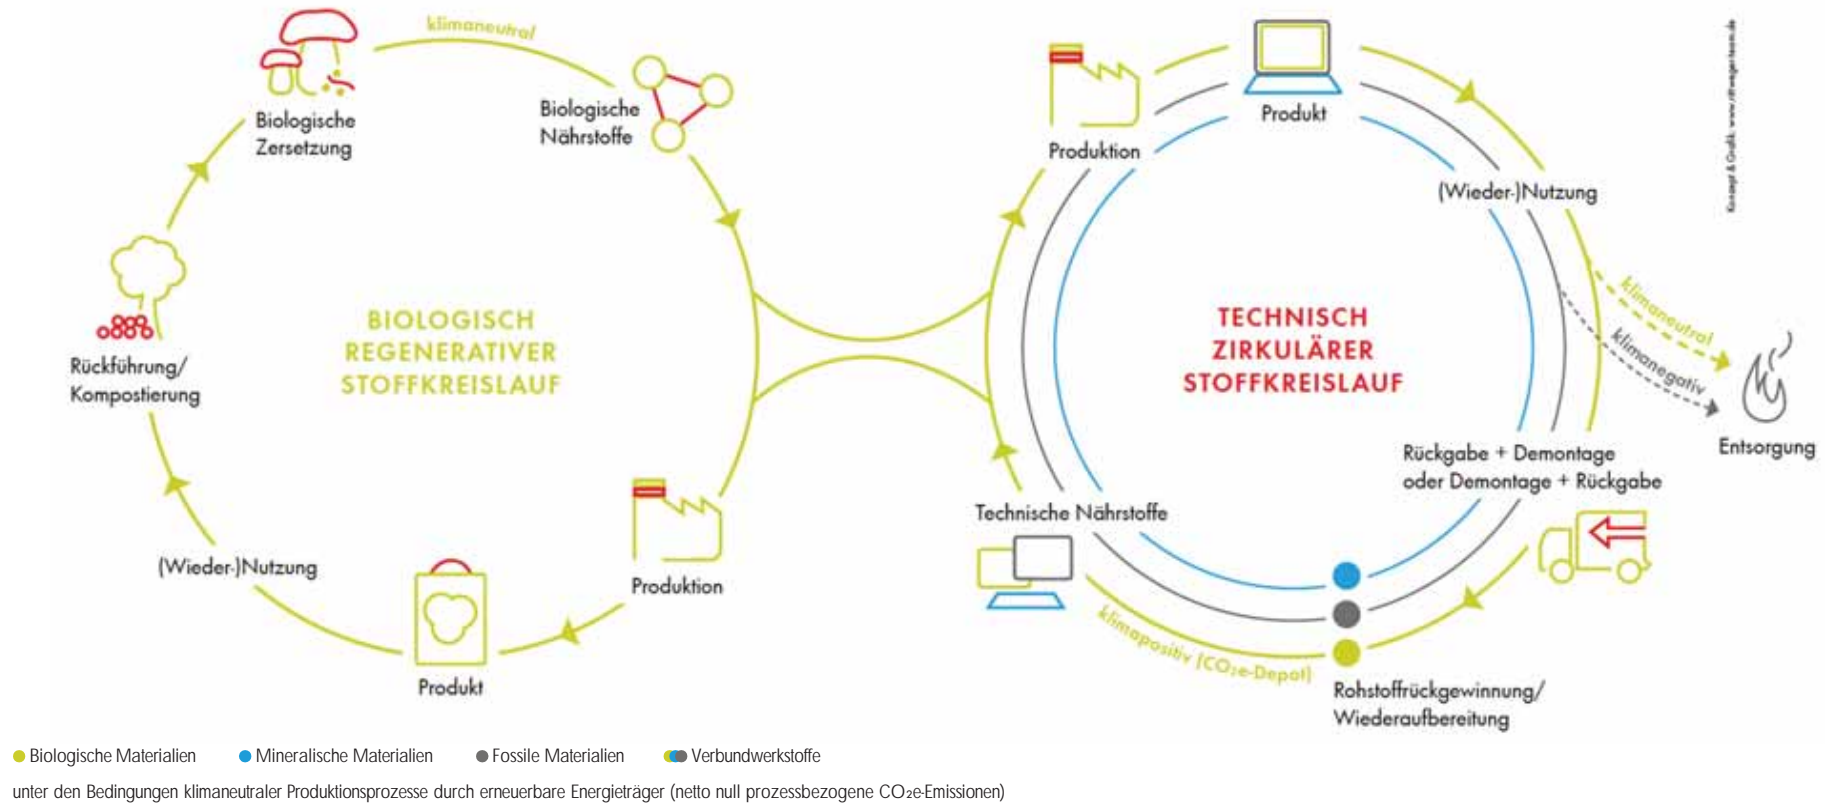 klimaneutral
Biologische
Zersetzung
Biologische
Nährstoffe
BIOLOGISCH
REGENERATIVER
STOFFKREISLAUF
Rückführung/
Kompostierung
(Wieder-)Nutzung
Produkt
Produktion
Produktion
Produkt
(Wieder-)Nutzung
TECHNISCH
ZIRKULÄRER
STOFFKREISLAUF
klimaneutral
klimanegativ
Entsorgung
Rückgabe + Demontage
oder Demontage + Rückgabe
Technische Nährstoffe
klimapositiv (CO₂e-Depot)
Rohstoffrückgewinnung/
Wiederaufbereitung
Biologische Materialien
Mineralische Materialien
Fossile Materialien
Verbundwerkstoffe
unter den Bedingungen klimaneutraler Produktionsprozesse durch erneuerbare Energieträger (netto null prozessbezogene CO₂e-Emissionen)